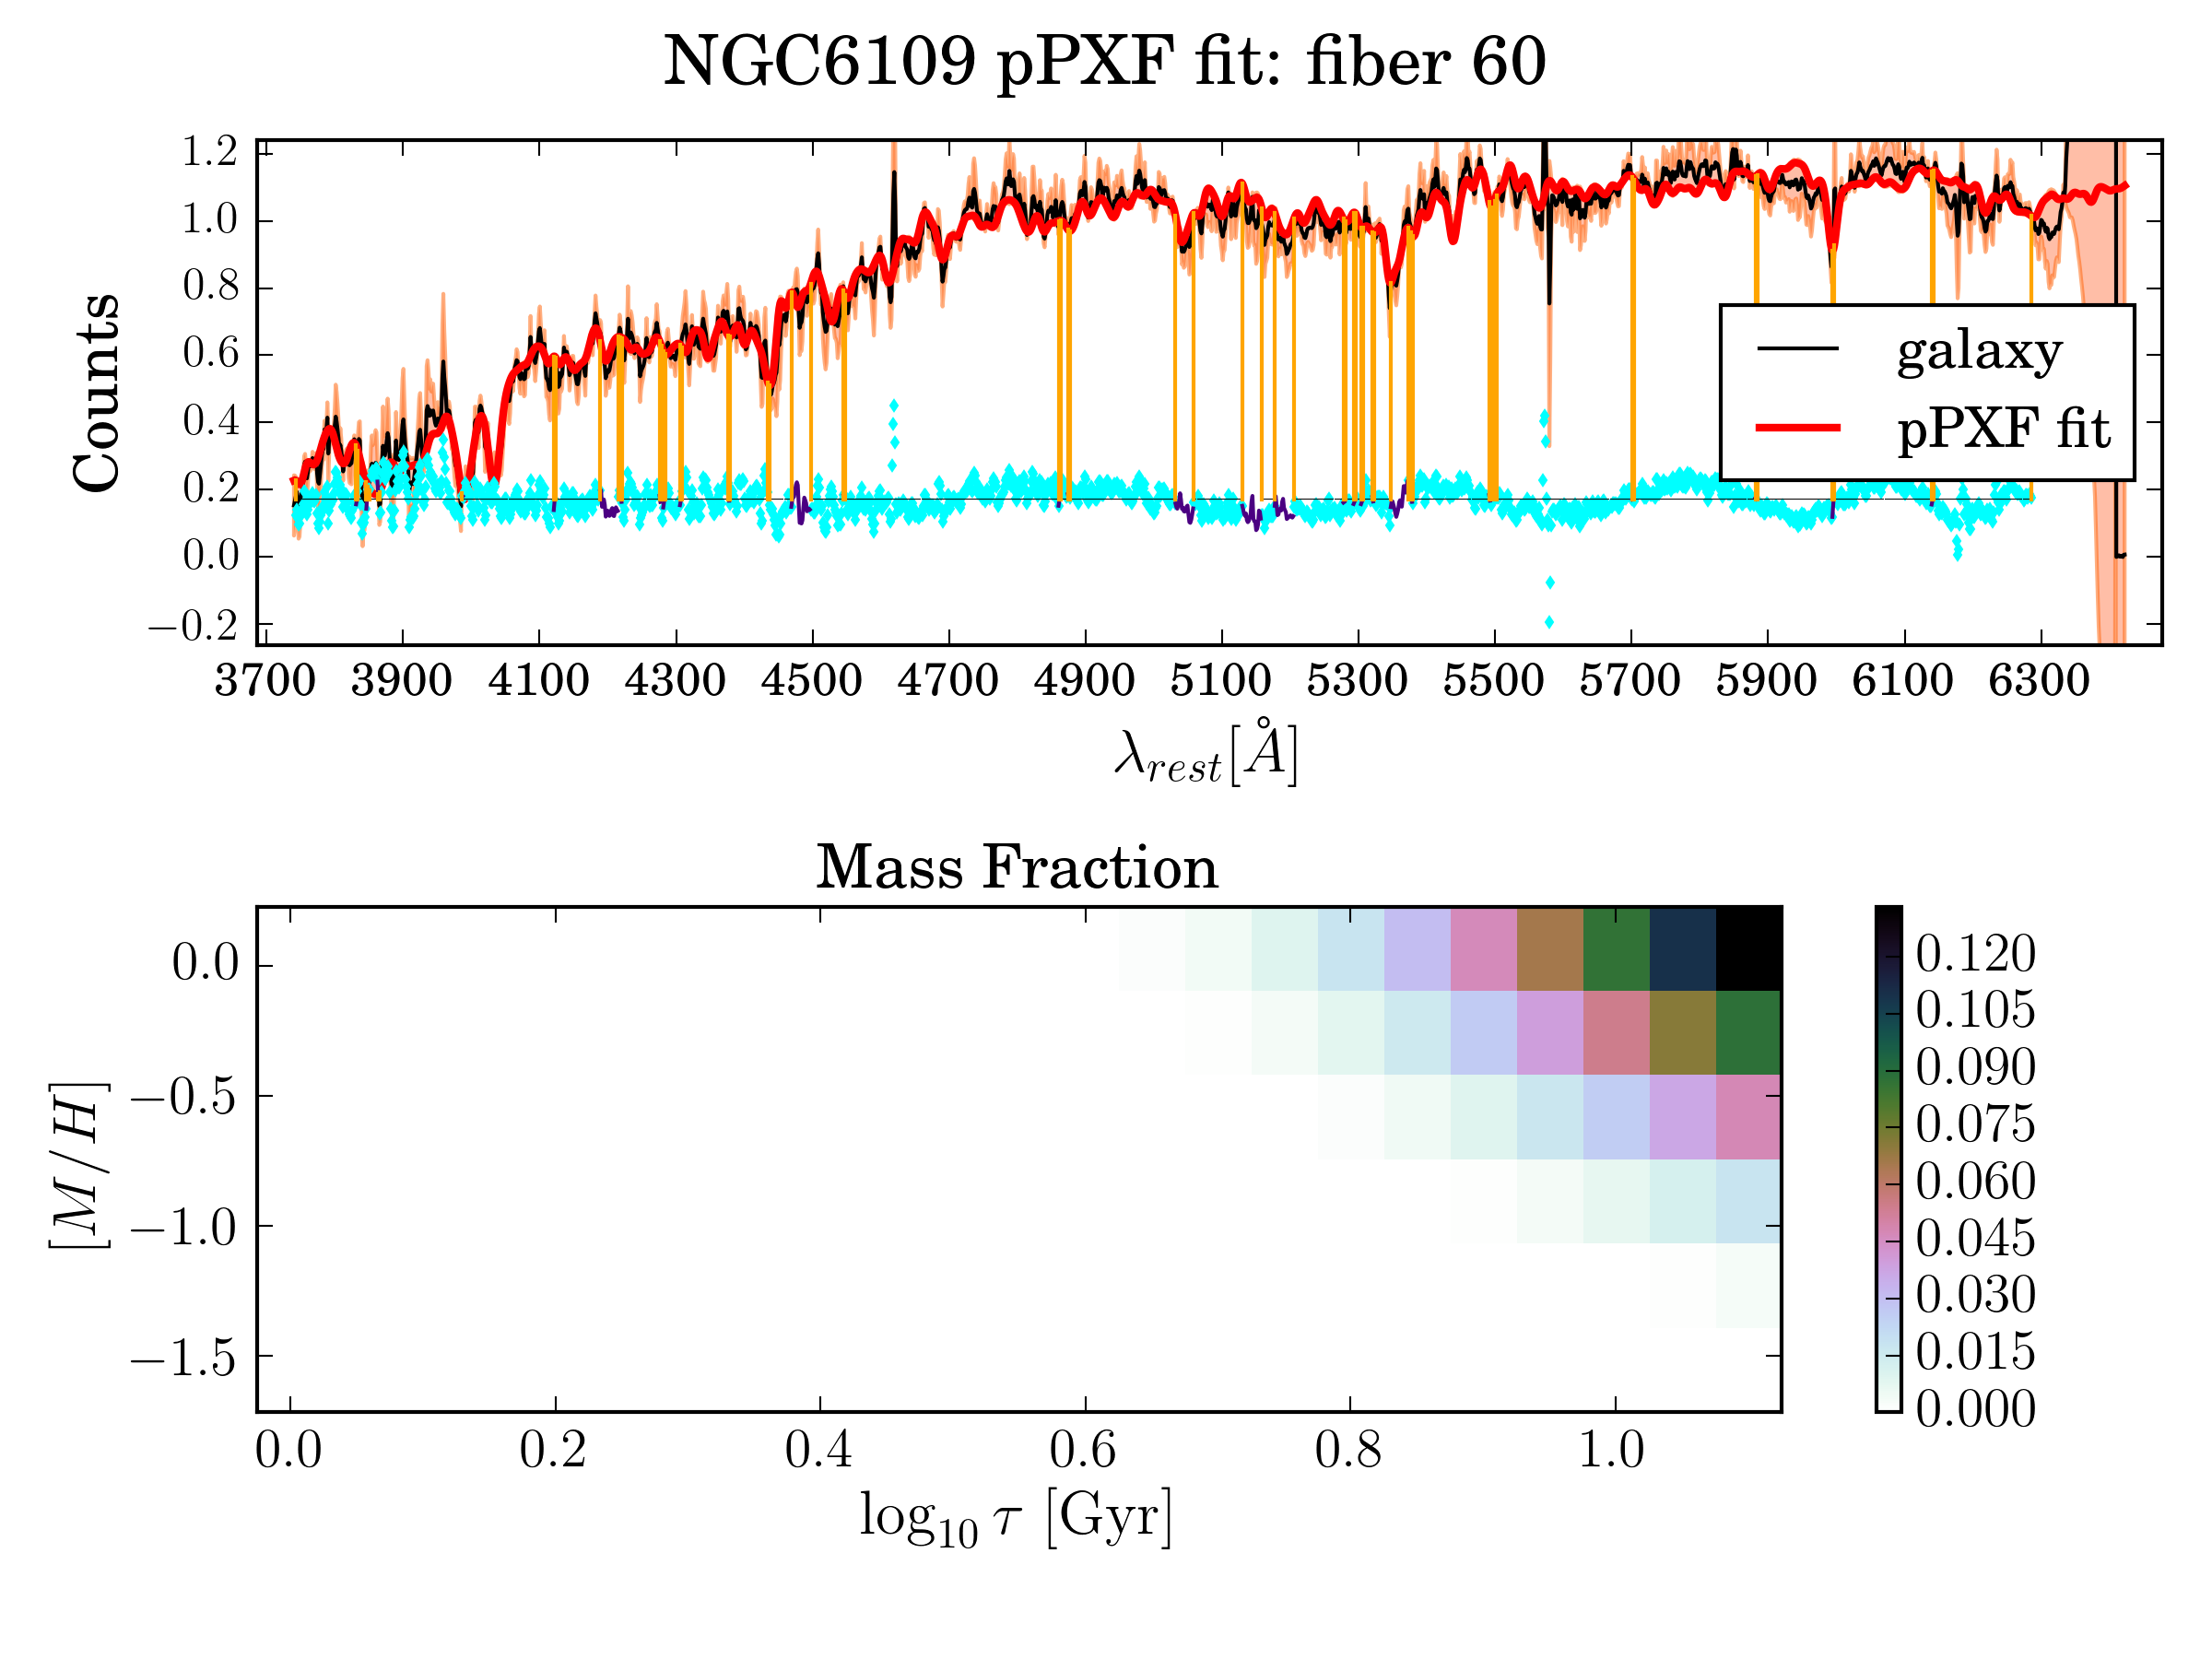 NGC6109 pPXF fit: fiber 60
1.2
1.0
0.8
0.6
0.4
0.2
0.0
−0.2
Counts
galaxy
pPXF fit
3700 3900 4100 4300 4500 4700 4900 5100 5300 5500 5700 5900 6100 6300
λrest[Å]
Mass Fraction
0.0
−0.5
−1.0
−1.5
[M/H]
0.120
0.105
0.090
0.075
0.060
0.045
0.030
0.015
0.000
0.0 0.2 0.4 0.6 0.8 1.0
log10 τ [Gyr]